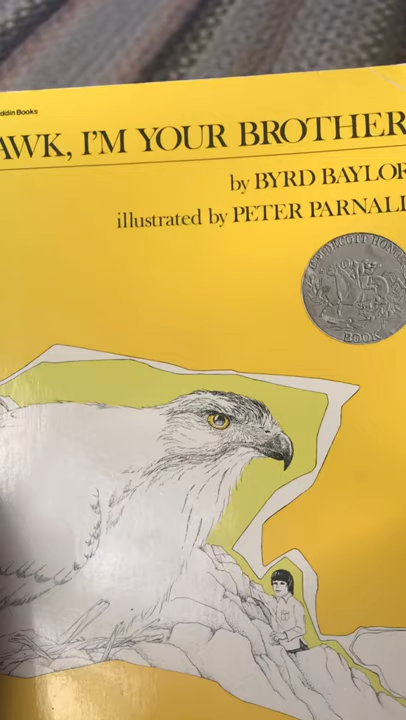 ddin Books
AWK, I'M YOUR BROTHER
by BYRD BAYLOR
illustrated by PETER PARNALL
CALDECOTT HONOR
BOOK